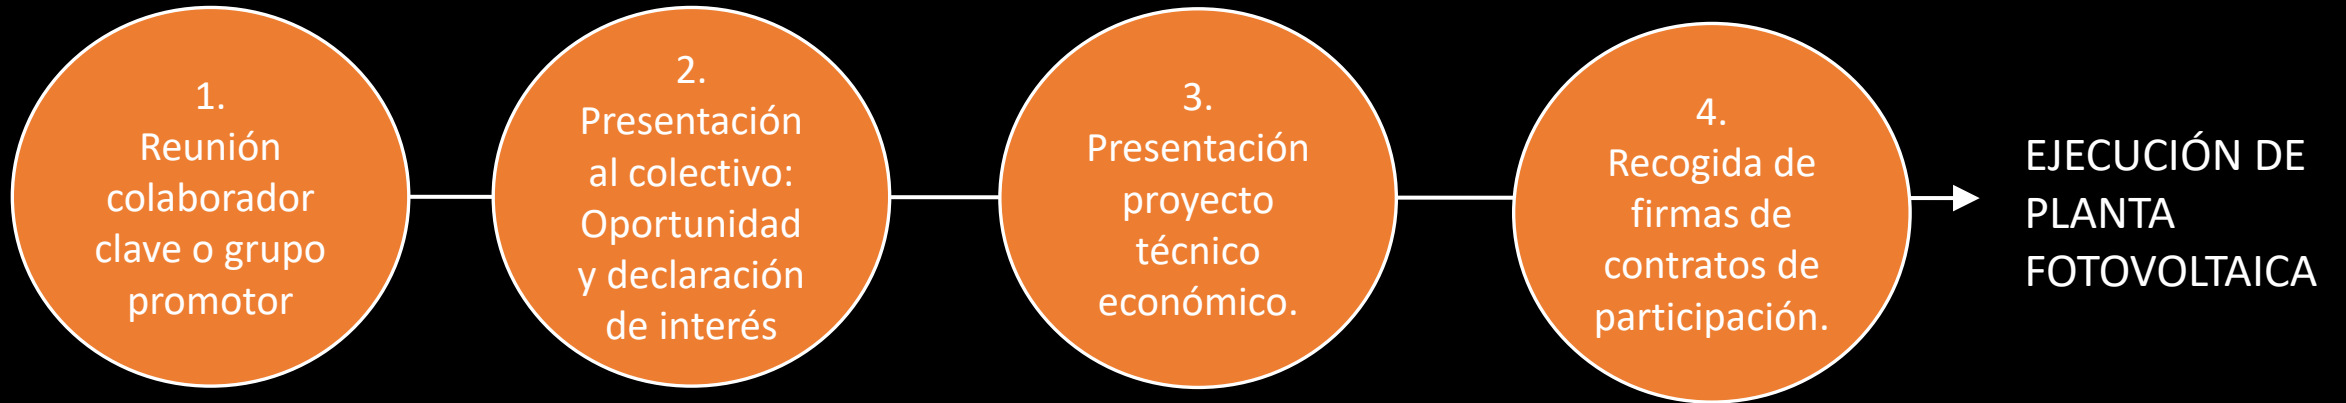 1.
Reunión
colaborador
clave o grupo
promotor
2.
Presentación
al colectivo:
Oportunidad
y declaración
de interés
3.
Presentación
proyecto
técnico
económico.
4.
Recogida de
firmas de
contratos de
participación.
EJECUCIÓN DE
PLANTA
FOTOVOLTAICA